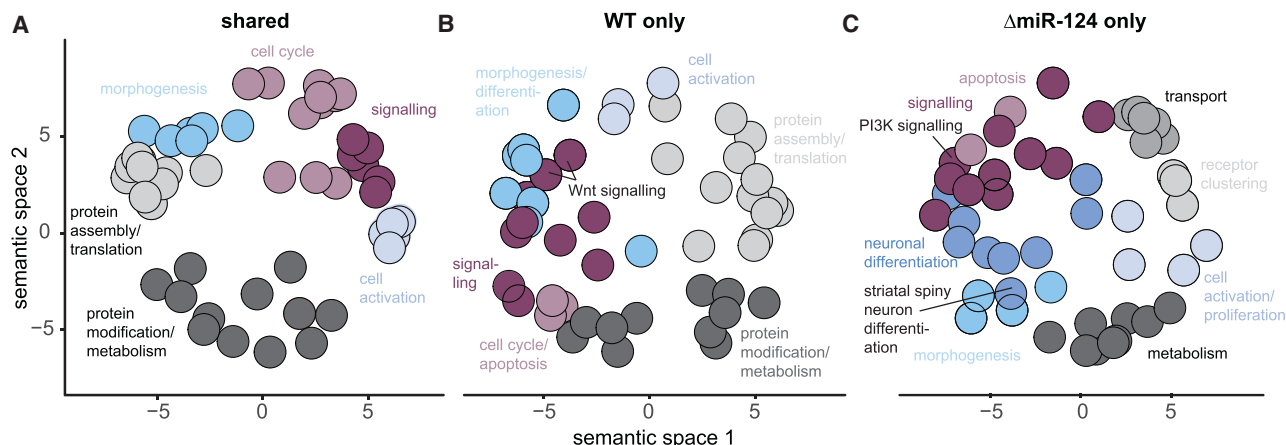 A
shared
B
WT only
C
ΔmiR-124 only
semantic space 2
5
0
−5
cell cycle
morphogenesis
signalling
protein
assembly/
translation
cell
activation
protein
modification/
metabolism
−5
0
5
morphogenesis/
differenti-
ation
cell
activation
protein
assembly/
translation
Wnt signalling
signal-
ling
cell cycle/
apoptosis
protein
modification/
metabolism
−5
0
5
semantic space 1
apoptosis
signalling
PI3K signalling
transport
receptor
clustering
neuronal
differentiation
striatal spiny
neuron
differenti-
ation
cell
activation/
proliferation
morphogenesis
metabolism
−5
0
5